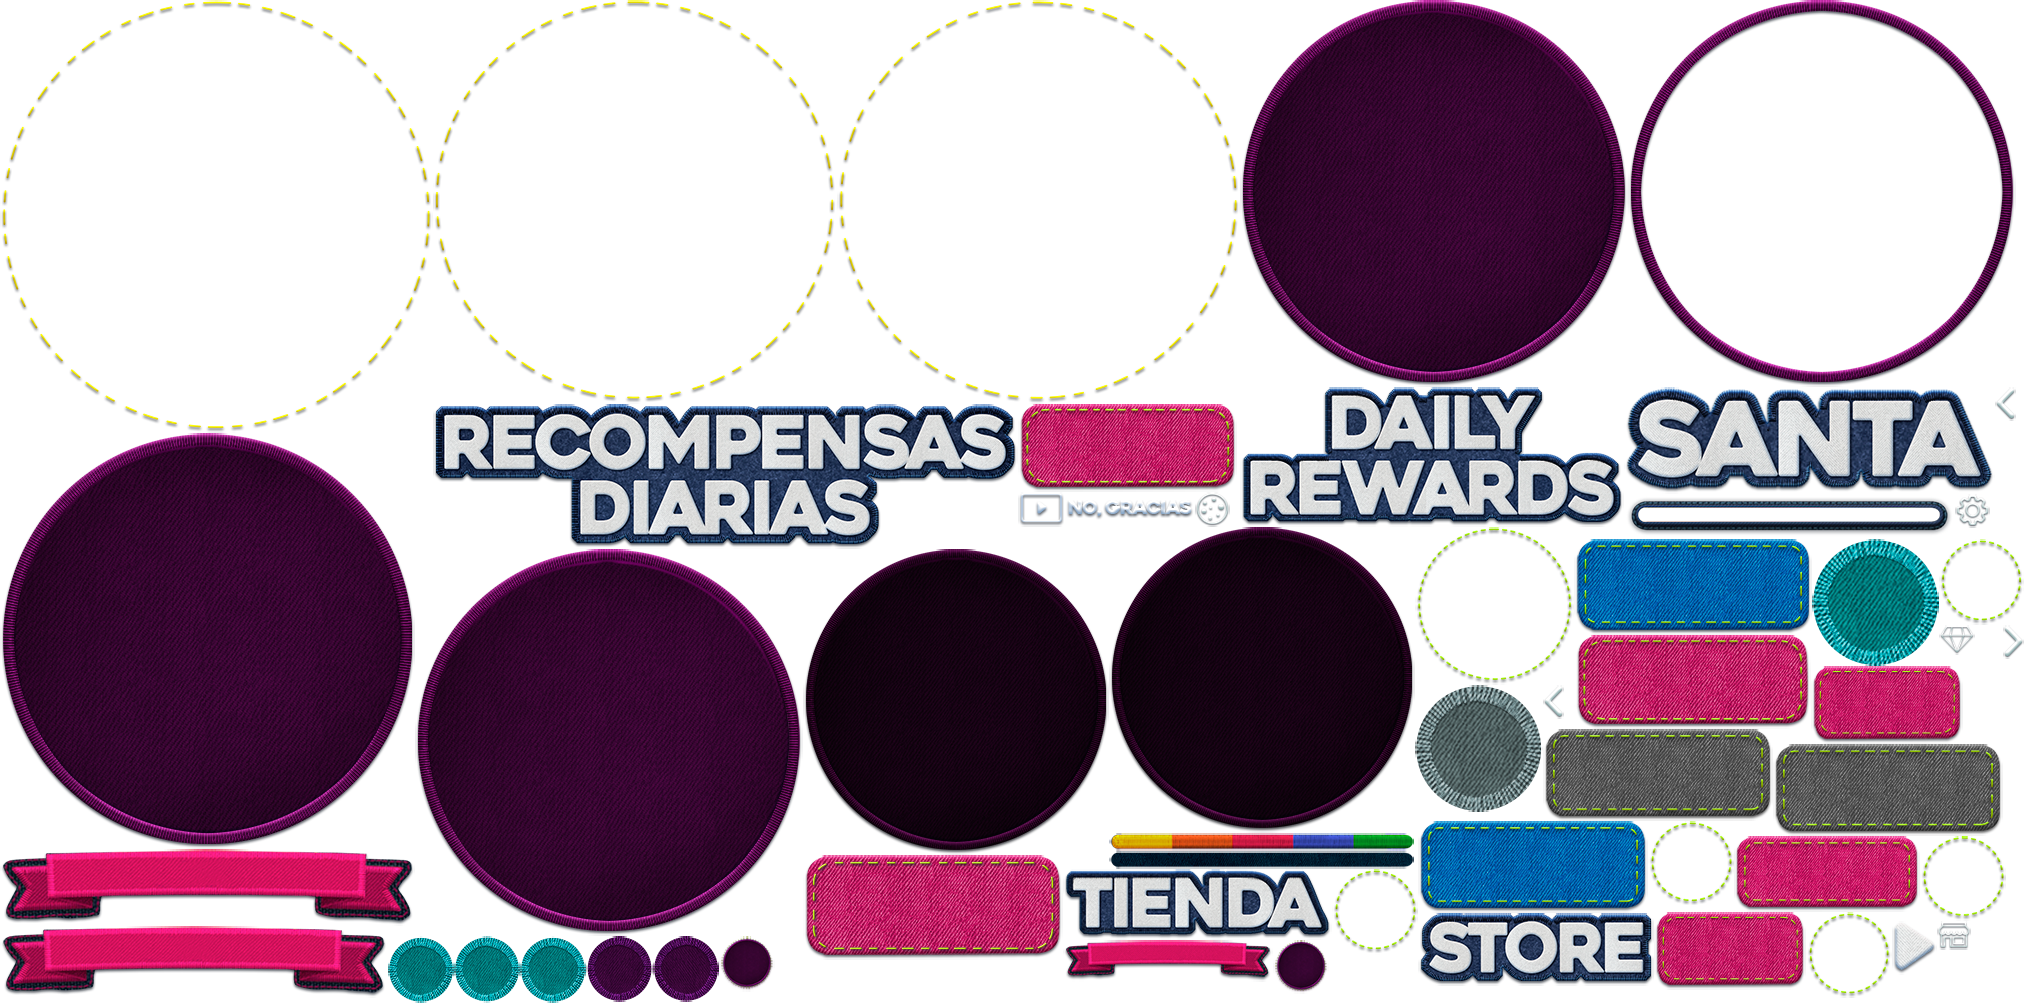 RECOMPENSAS
DIARIAS
NO, GRACIAS
DAILY
REWARDS
SANTA
TIENDA
STORE